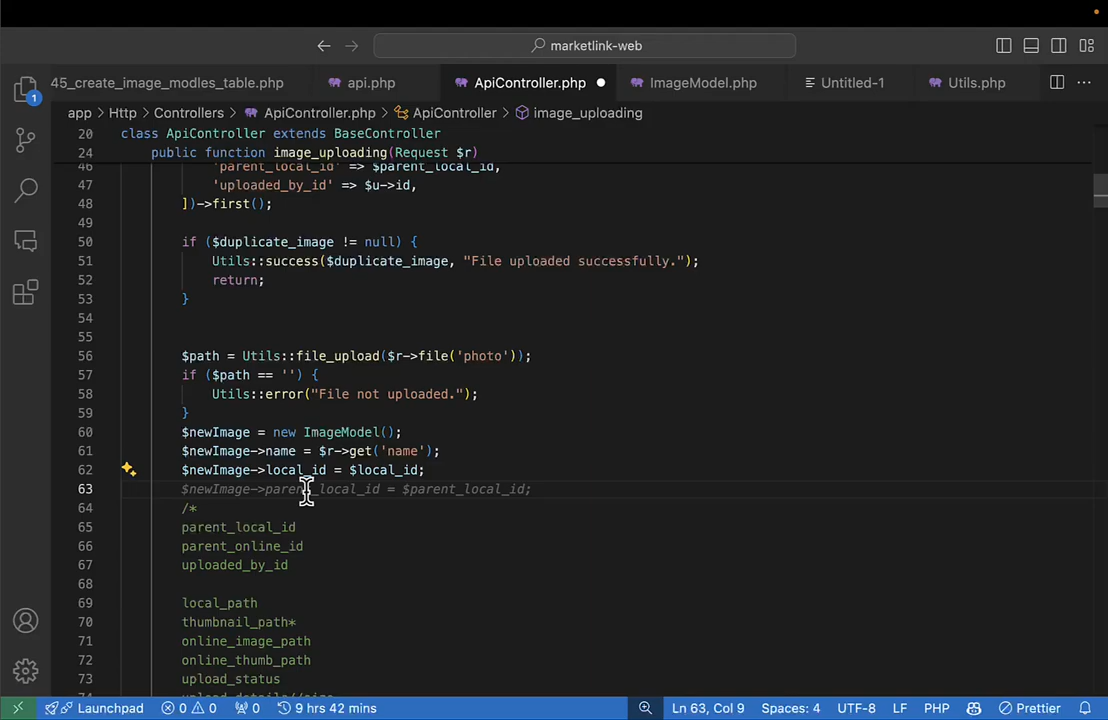 marketlink-web
45_create_image_modles_table.php api.php ApiController.php ImageModel.php Untitled-1 Utils.php
1
app > Http > Controllers > ApiController.php > ApiController > image_uploading
20 class ApiController extends BaseController
24 public function image_uploading(Request $r)
46 'parent_local_id' => $parent_local_id,
47 'uploaded_by_id' => $u->id,
48 ])->first();
49
50 if ($duplicate_image != null) {
51 Utils::success($duplicate_image, "File uploaded successfully.");
52 return;
53 }
54
55
56 $path = Utils::file_upload($r->file('photo'));
57 if ($path == '') {
58 Utils::error("File not uploaded.");
59 }
60 $newImage = new ImageModel();
61 $newImage->name = $r->get('name');
62 $newImage->local_id = $local_id;
63 $newImage->parent_local_id = $parent_local_id;
64 /*
65 parent_local_id
66 parent_online_id
67 uploaded_by_id
68
69 local_path
70 thumbnail_path*
71 online_image_path
72 online_thumb_path
73 upload_status
74
Launchpad 0 0 0 9 hrs 42 mins Ln 63, Col 9 Spaces: 4 UTF-8 LF PHP Prettier